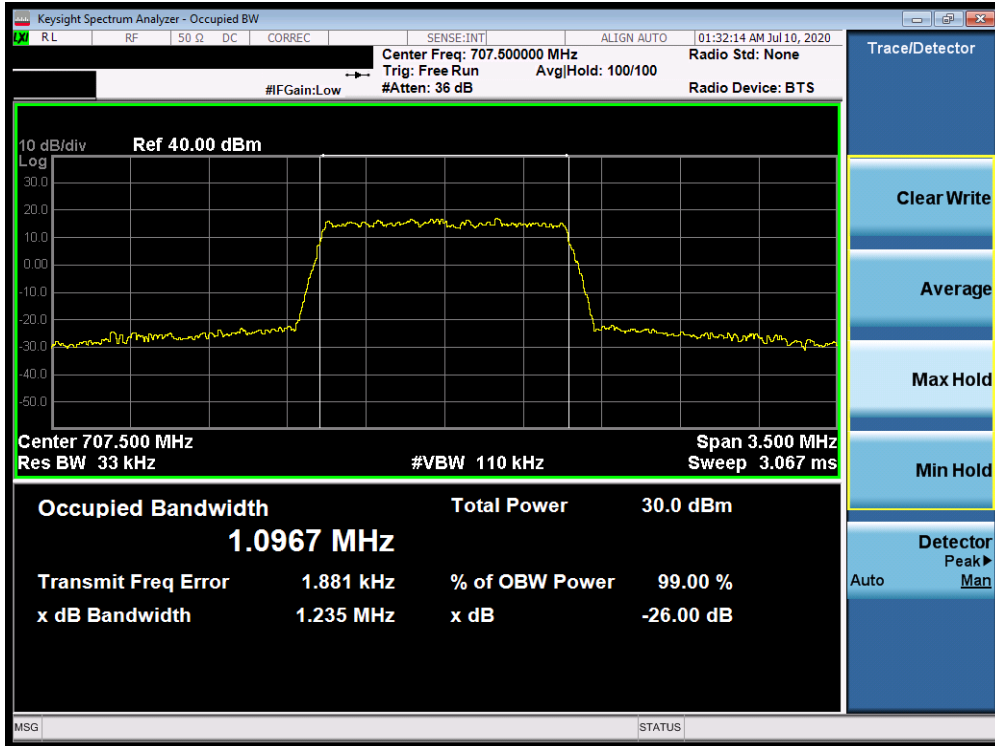 Keysight Spectrum Analyzer - Occupied BW
LXI RL RF 50 Ω DC CORREC SENSE:INT ALIGN AUTO 01:32:14 AM Jul 10, 2020
Center Freq: 707.500000 MHz Radio Std: None
Trig: Free Run Avg|Hold: 100/100
#IFGain:Low #Atten: 36 dB Radio Device: BTS
10 dB/div Ref 40.00 dBm
Log
30.0
20.0
10.0
0.00
-10.0
-20.0
-30.0
-40.0
-50.0
Center 707.500 MHz Span 3.500 MHz
Res BW 33 kHz #VBW 110 kHz Sweep 3.067 ms
Occupied Bandwidth Total Power 30.0 dBm
1.0967 MHz
Transmit Freq Error 1.881 kHz % of OBW Power 99.00 %
x dB Bandwidth 1.235 MHz x dB -26.00 dB
MSG STATUS
Trace/Detector
Clear Write
Average
Max Hold
Min Hold
Detector
Peak▶
Auto Man